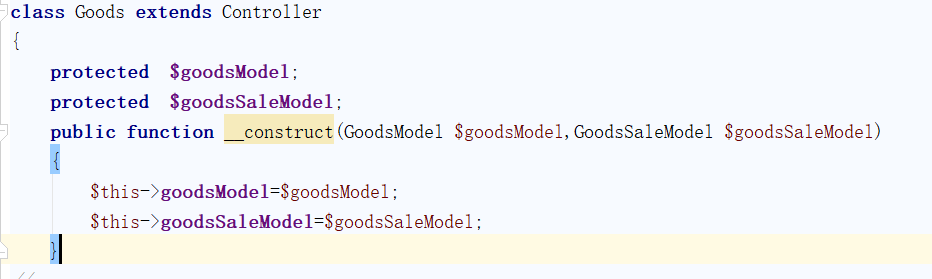 class Goods extends Controller
{
protected  $goodsModel;
protected  $goodsSaleModel;
public function __construct(GoodsModel $goodsModel,GoodsSaleModel $goodsSaleModel)
{
$this->goodsModel=$goodsModel;
$this->goodsSaleModel=$goodsSaleModel;
}
//